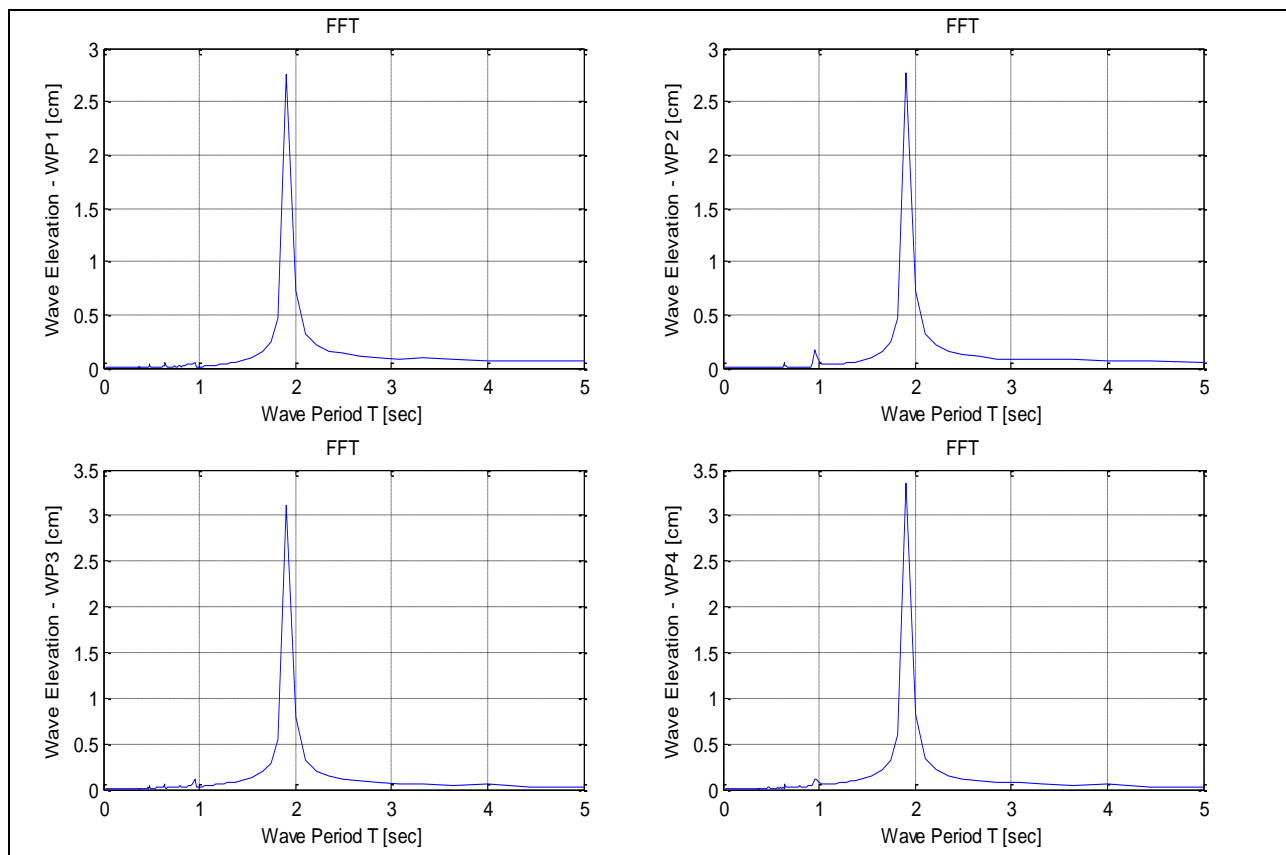 FFT
3
2.5
2
1.5
1
0.5
0
0 1 2 3 4 5
Wave Elevation - WP1 [cm]
Wave Period T [sec]
FFT
3
2.5
2
1.5
1
0.5
0
0 1 2 3 4 5
Wave Elevation - WP2 [cm]
Wave Period T [sec]
FFT
3.5
3
2.5
2
1.5
1
0.5
0
0 1 2 3 4 5
Wave Elevation - WP3 [cm]
Wave Period T [sec]
FFT
3.5
3
2.5
2
1.5
1
0.5
0
0 1 2 3 4 5
Wave Elevation - WP4 [cm]
Wave Period T [sec]